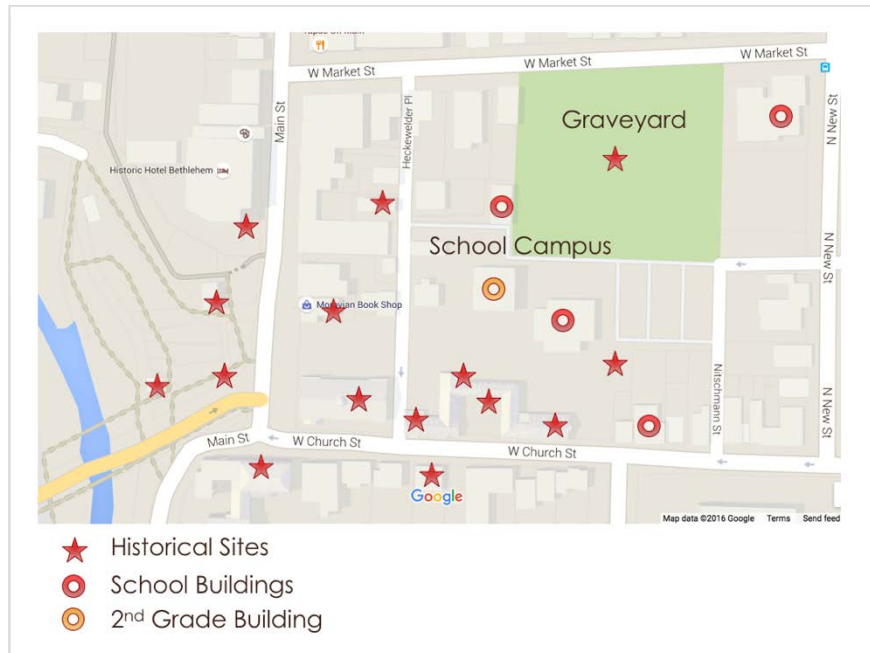 W Market St
W Market St
W Market St
Main St
Heckewelder Pl
N New St
Graveyard
Historic Hotel Bethlehem
School Campus
N New St
Moravian Book Shop
Nitschmann St
N New St
Main St
W Church St
W Church St
Google
Map data ©2016 Google Terms Send feed
Historical Sites
School Buildings
2nd Grade Building